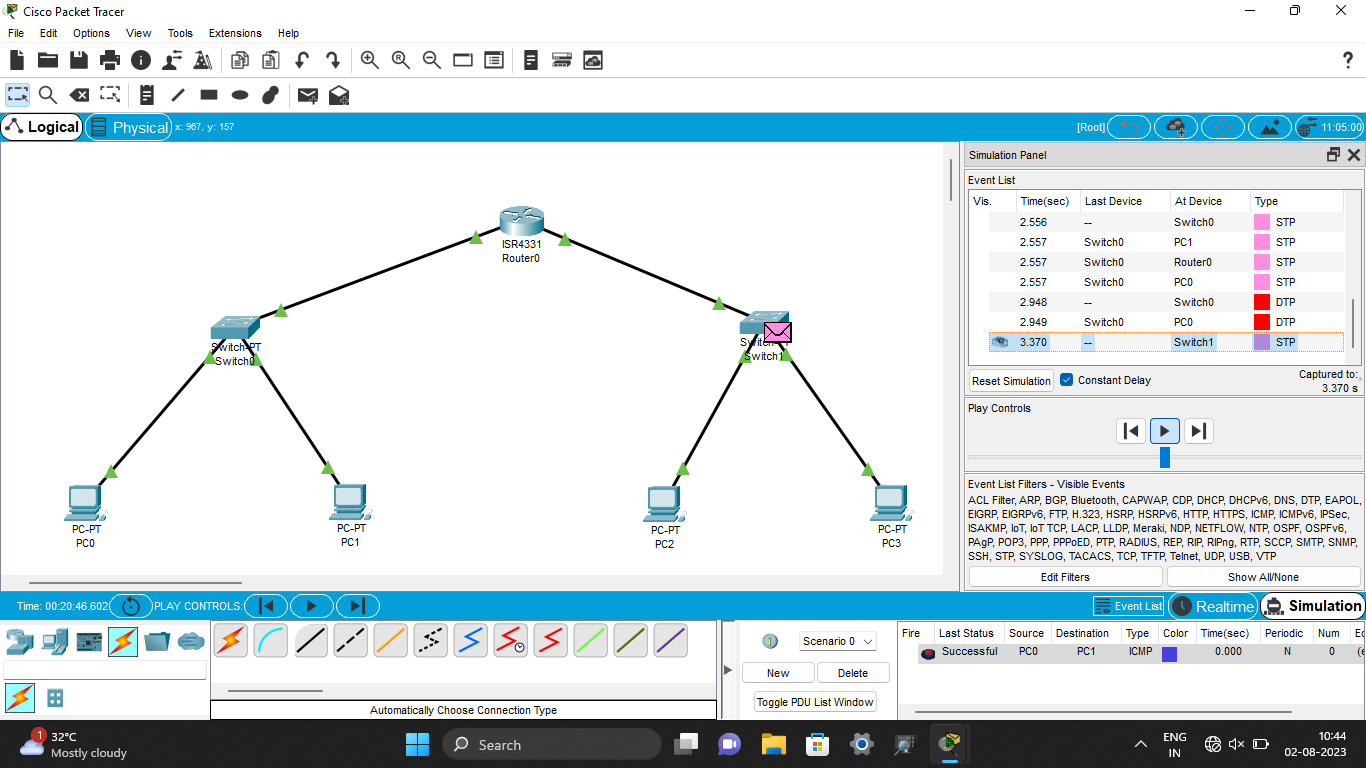 Cisco Packet Tracer
File Edit Options View Tools Extensions Help
?
Logical Physical x: 967, y: 157 [Root] 11:05:00
Simulation Panel
Event List
Vis. Time(sec) Last Device At Device Type
2.556 -- Switch0 STP
2.557 Switch0 PC1 STP
2.557 Switch0 Router0 STP
2.557 Switch0 PC0 STP
2.948 -- Switch0 DTP
2.949 Switch0 PC0 DTP
3.370 -- Switch1 STP
Reset Simulation Constant Delay Captured to:
3.370 s
Play Controls
Event List Filters - Visible Events
ACL Filter, ARP, BGP, Bluetooth, CAPWAP, CDP, DHCP, DHCPv6, DNS, DTP, EAPOL,
EIGRP, EIGRPv6, FTP, H.323, HSRP, HSRPv6, HTTP, HTTPS, ICMP, ICMPv6, IPSec,
ISAKMP, IoT, IoT TCP, LACP, LLDP, Meraki, NDP, NETFLOW, NTP, OSPF, OSPFv6,
PAgP, POP3, PPP, PPPoED, PTP, RADIUS, REP, RIP, RIPng, RTP, SCCP, SMTP, SNMP,
SSH, STP, SYSLOG, TACACS, TCP, TFTP, Telnet, UDP, USB, VTP
Edit Filters Show All/None
ISR4331
Router0
Switch-PT
Switch0
Switch1
PC-PT
PC0
PC-PT
PC1
PC-PT
PC2
PC-PT
PC3
Time: 00:20:46.602 PLAY CONTROLS: Event List Realtime Simulation
Automatically Choose Connection Type
Scenario 0
New Delete
Toggle PDU List Window
Fire Last Status Source Destination Type Color Time(sec) Periodic Num
Successful PC0 PC1 ICMP 0.000 N 0
1 32°C
Mostly cloudy
Search
ENG
IN
10:44
02-08-2023